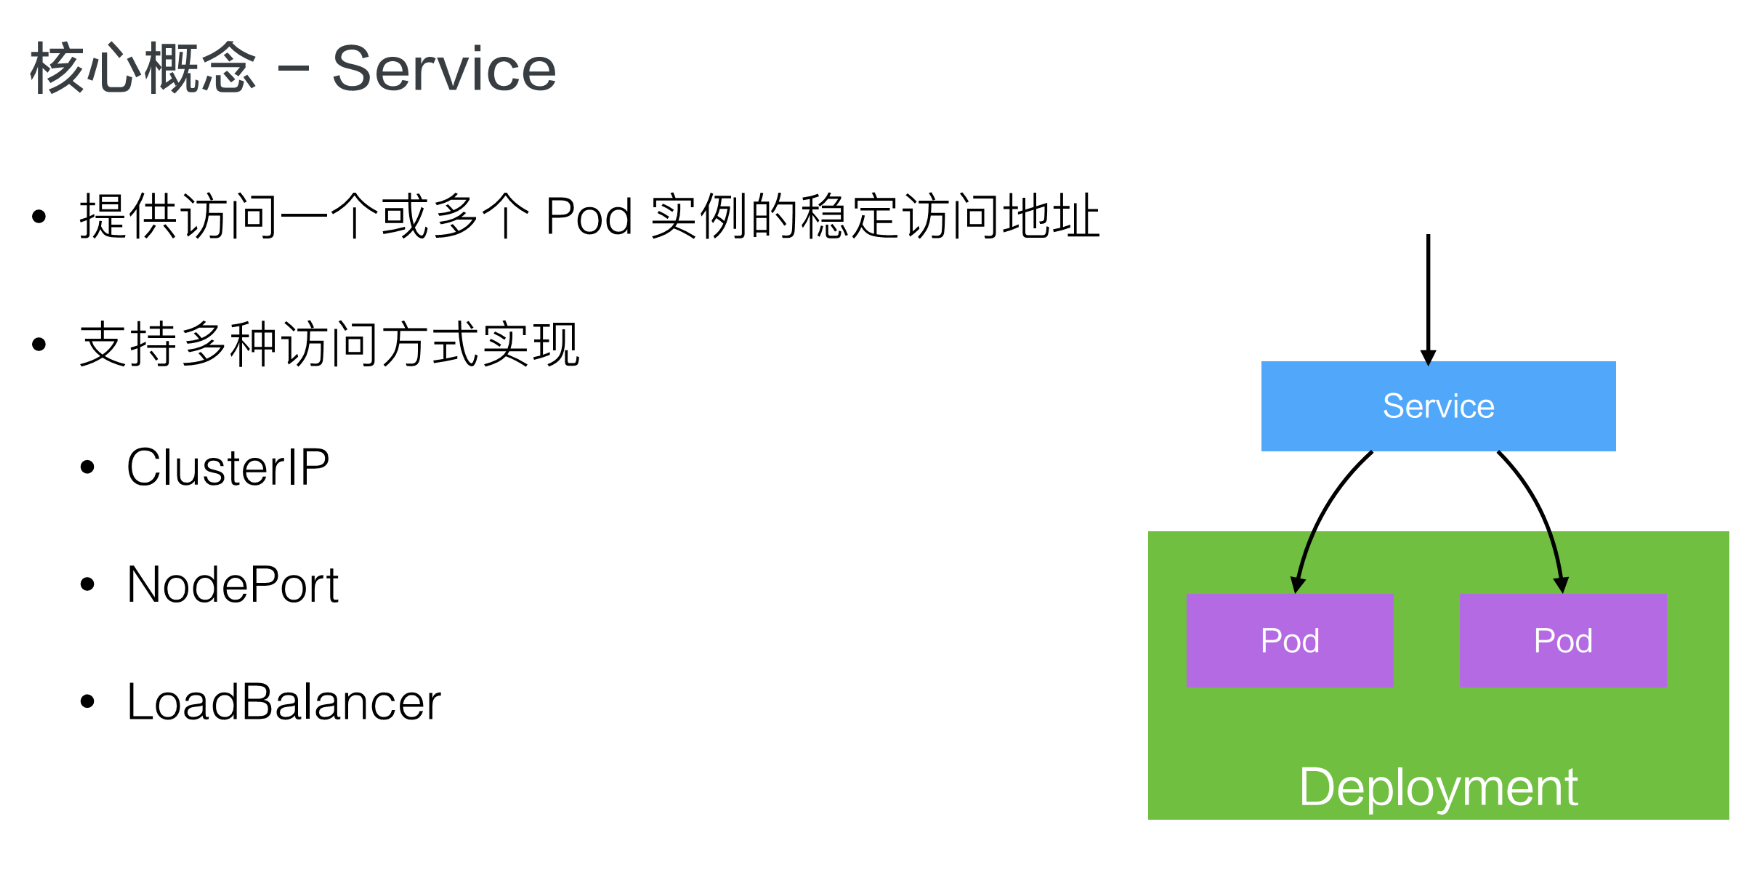 核心概念 – Service
• 提供访问一个或多个 Pod 实例的稳定访问地址
• 支持多种访问方式实现
• ClusterIP
• NodePort
• LoadBalancer
Service
Pod Pod
Deployment